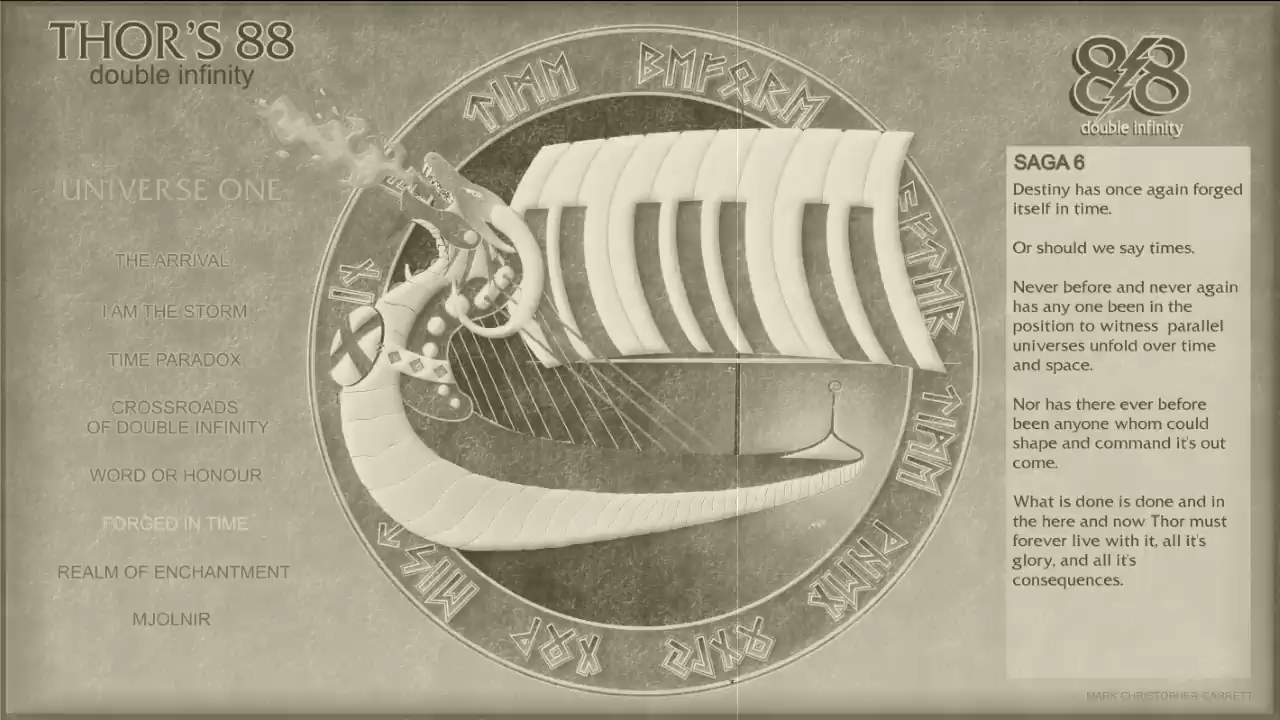 THOR'S 88
double infinity
UNIVERSE ONE
THE ARRIVAL
I AM THE STORM
TIME PARADOX
CROSSROADS
OF DOUBLE INFINITY
WORD OR HONOUR
FORGED IN TIME
REALM OF ENCHANTMENT
MJOLNIR
88
double infinity
SAGA 6
Destiny has once again forged
itself in time.
Or should we say times.
Never before and never again
has any one been in the
position to witness parallel
universes unfold over time
and space.
Nor has there ever before
been anyone whom could
shape and command it's out
come.
What is done is done and in
the here and now Thor must
forever live with it, all it's
glory, and all it's
consequences.
MARK CHRISTOPHER GARRETT